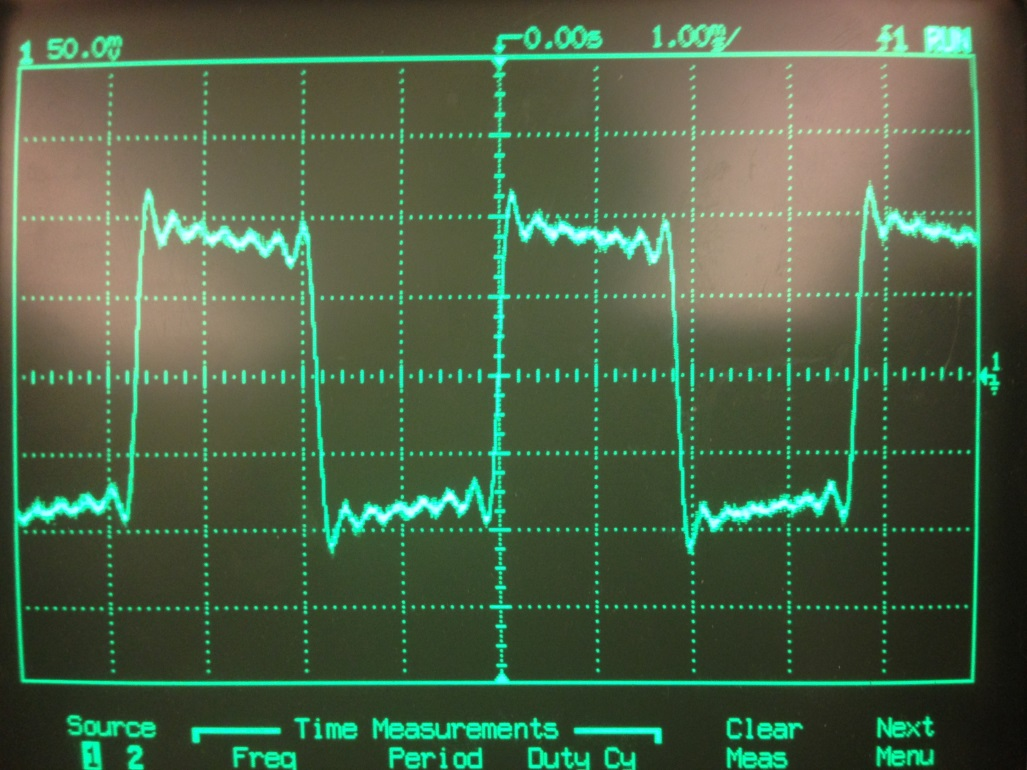 1 50.0mV 0.00s 1.00ms/ f1 RUN
1
Source Time Measurements Clear Next
1 2 Freq Period Duty Cy Meas Menu